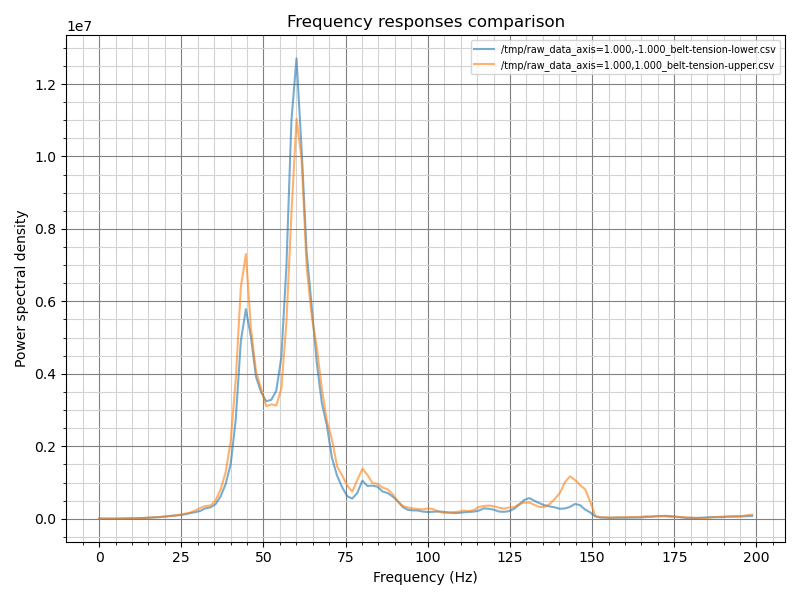 Frequency responses comparison
1e7
/tmp/raw_data_axis=1.000,-1.000_belt-tension-lower.csv
/tmp/raw_data_axis=1.000,1.000_belt-tension-upper.csv
1.2
1.0
0.8
0.6
0.4
0.2
0.0
Power spectral density
0 25 50 75 100 125 150 175 200
Frequency (Hz)